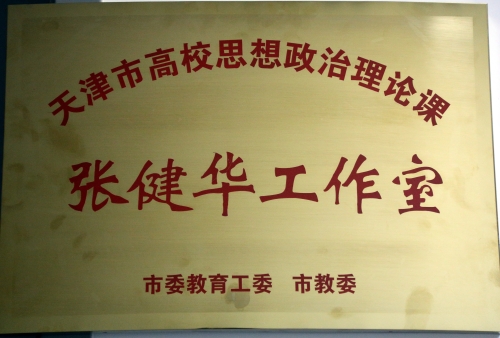 天津市高校思想政治理论课
张健华工作室
市委教育工委 市教委